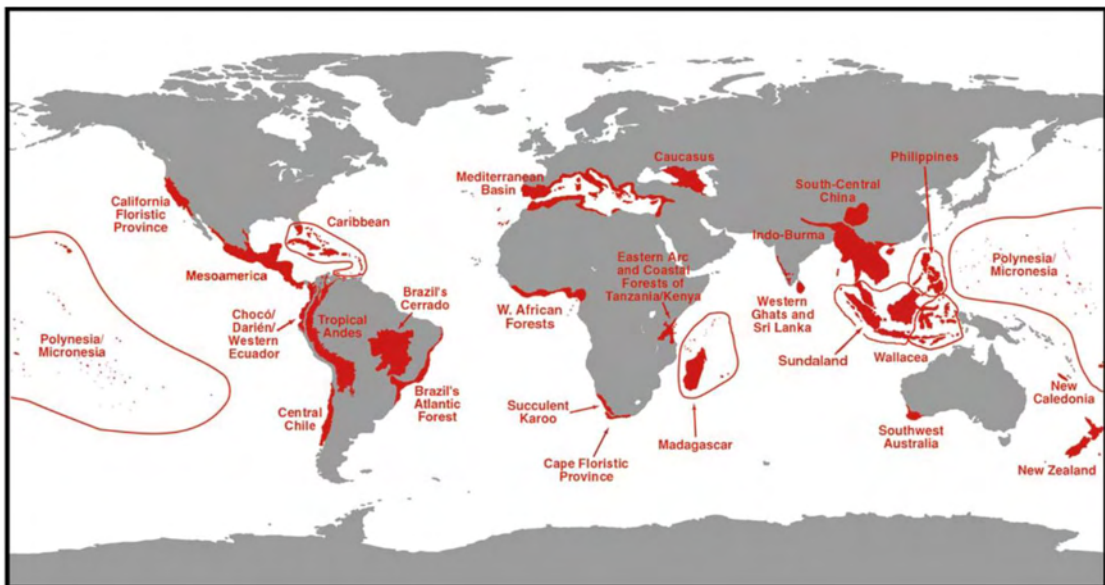 California
Floristic
Province
Caribbean
Mesoamerica
Polynesia/
Micronesia
Chocó/
Darién/
Western
Ecuador
Tropical
Andes
Brazil's
Cerrado
Brazil's
Atlantic
Forest
Central
Chile
Mediterranean
Basin
Caucasus
W. African
Forests
Eastern Arc
and Coastal
Forests of
Tanzania/Kenya
Succulent
Karoo
Cape Floristic
Province
Madagascar
South-Central
China
Indo-Burma
Western
Ghats and
Sri Lanka
Philippines
Sundaland
Wallacea
Polynesia/
Micronesia
Southwest
Australia
New
Caledonia
New Zealand